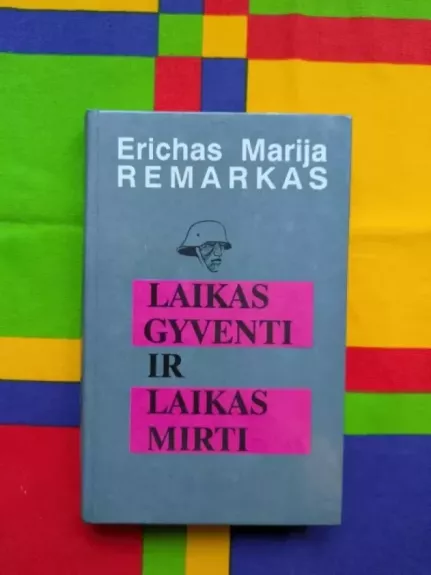 Erichas Marija
REMARKAS
LAIKAS
GYVENTI
IR
LAIKAS
MIRTI